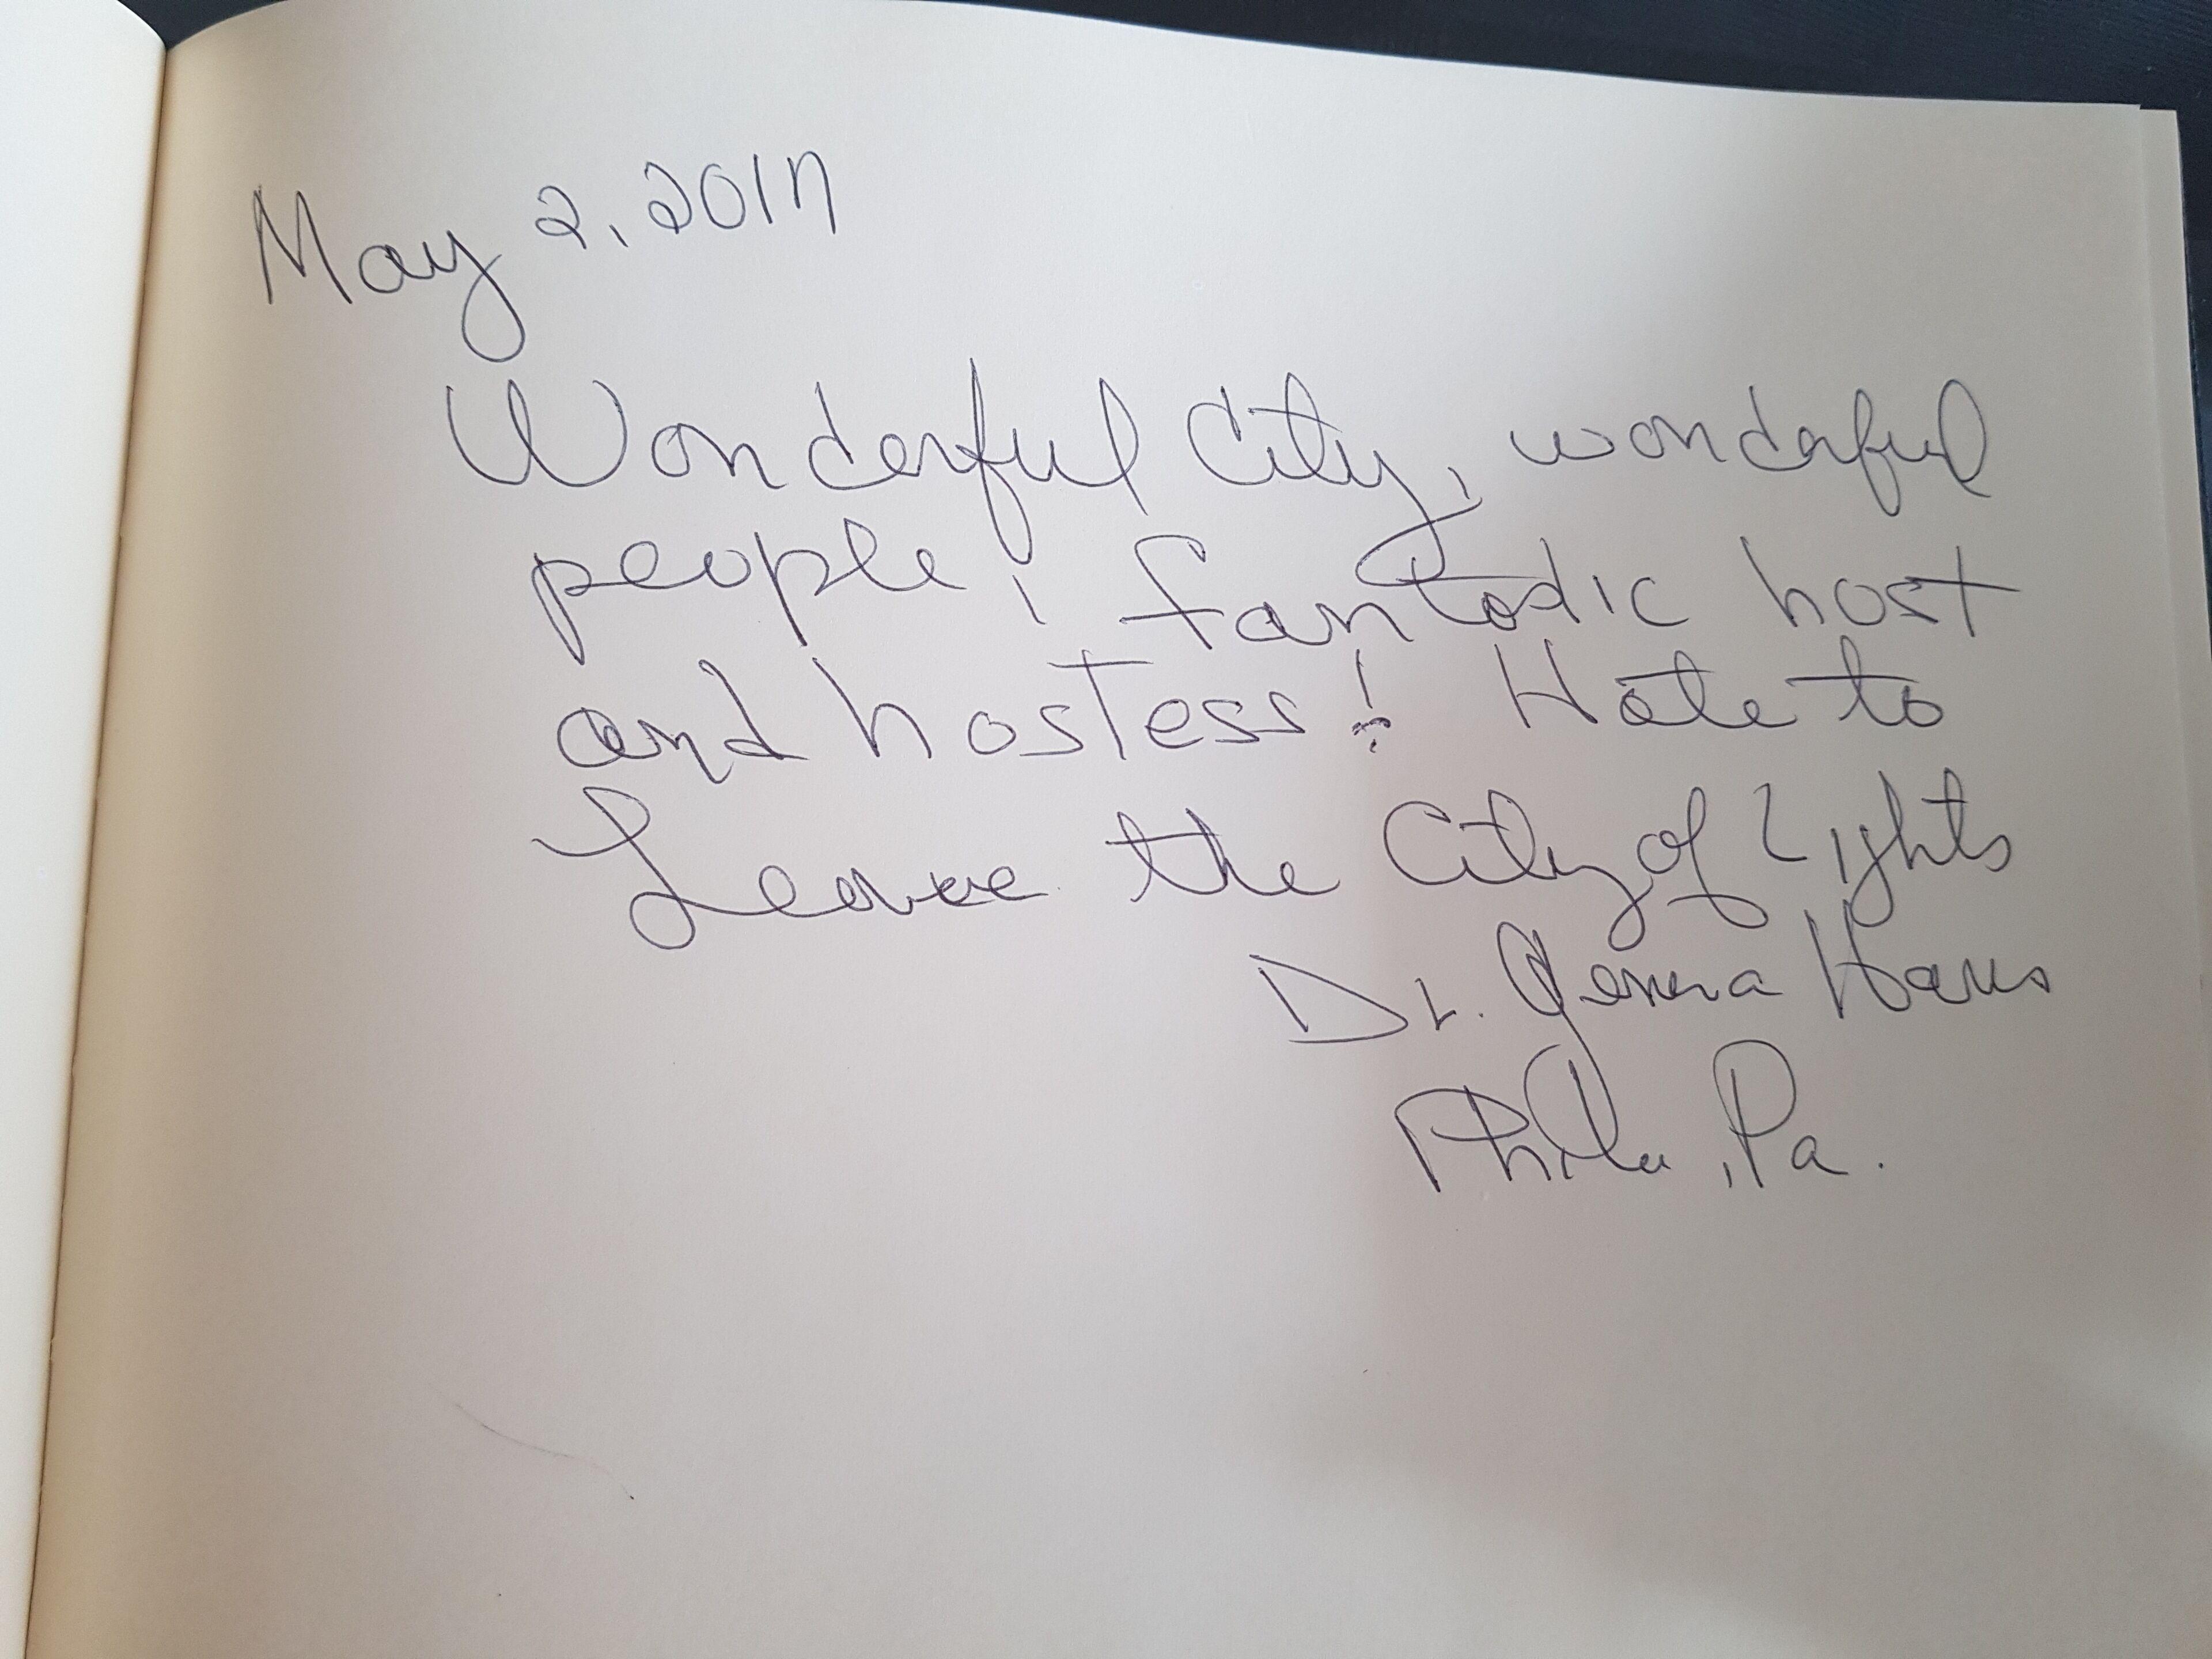 May 2, 2017
Wonderful City, wonderful
people, fantastic host
and hostess! Hate to
Leave the City of Lights
Dr.
Phila, Pa.